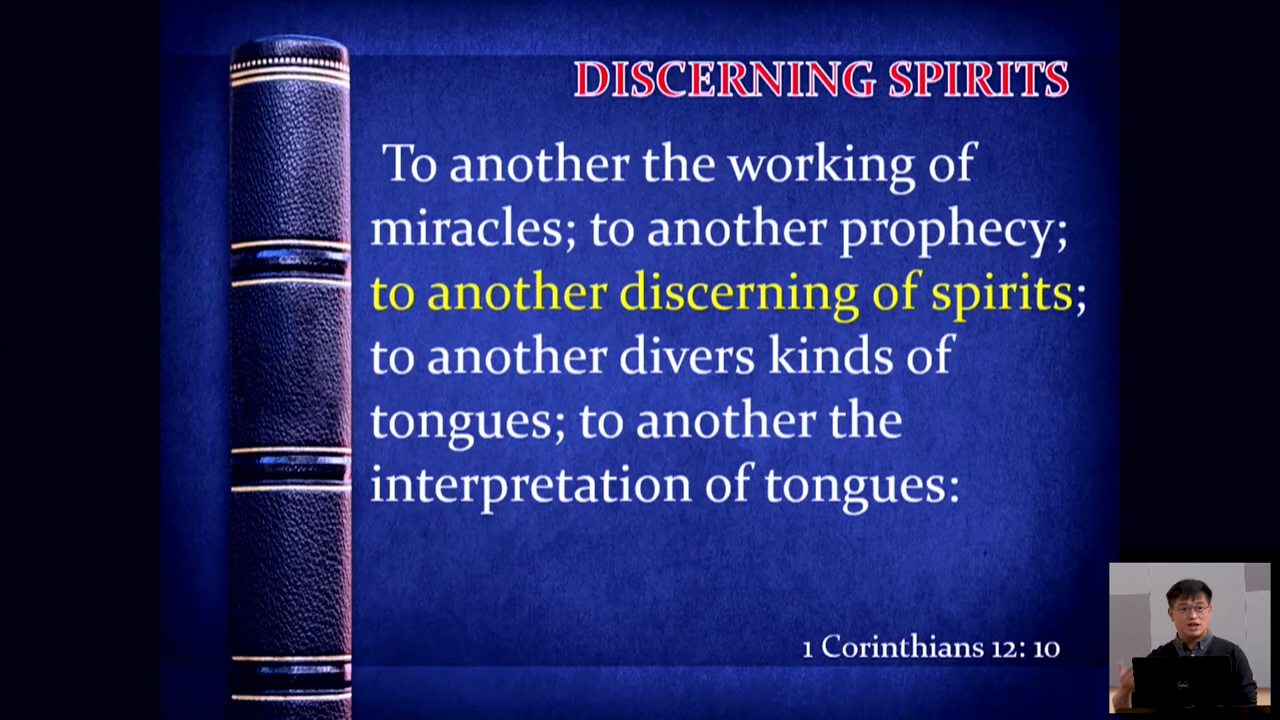 DISCERNING SPIRITS
To another the working of
miracles; to another prophecy;
to another discerning of spirits;
to another divers kinds of
tongues; to another the
interpretation of tongues:
1 Corinthians 12: 10